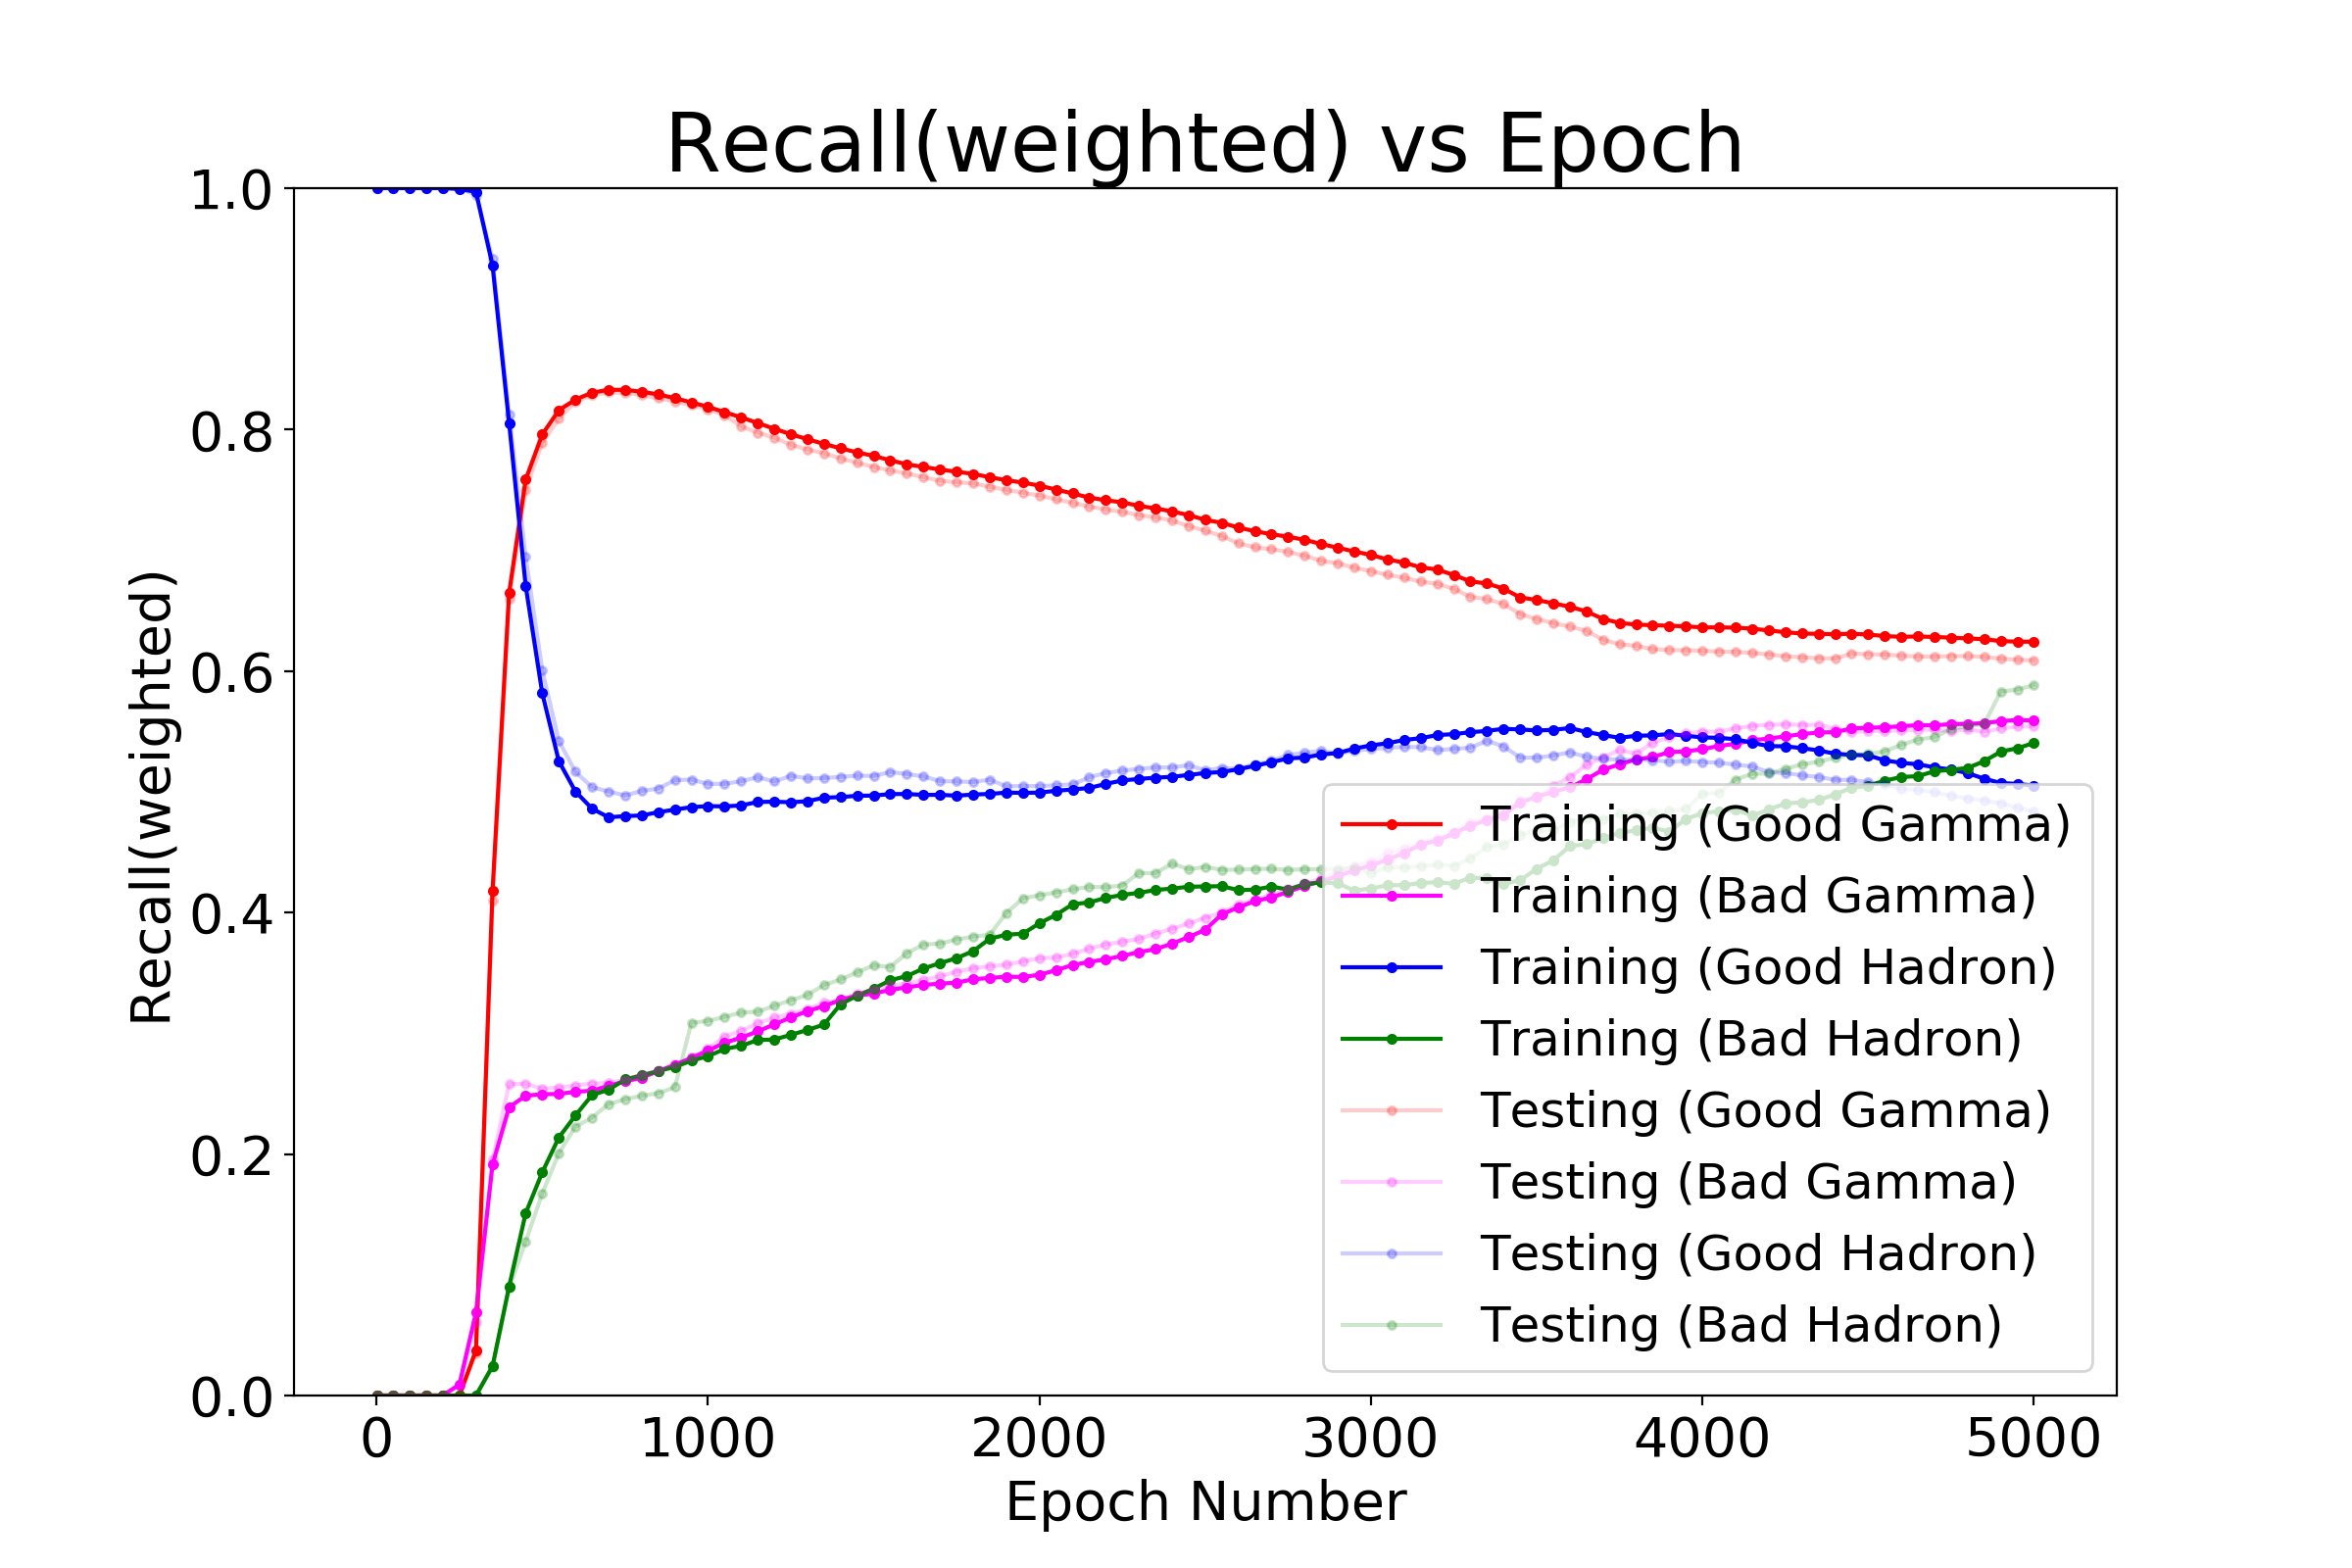 Recall(weighted) vs Epoch
Recall(weighted)
1.0
0.8
0.6
0.4
0.2
0.0
0 1000 2000 3000 4000 5000
Epoch Number
Training (Good Gamma)
Training (Bad Gamma)
Training (Good Hadron)
Training (Bad Hadron)
Testing (Good Gamma)
Testing (Bad Gamma)
Testing (Good Hadron)
Testing (Bad Hadron)